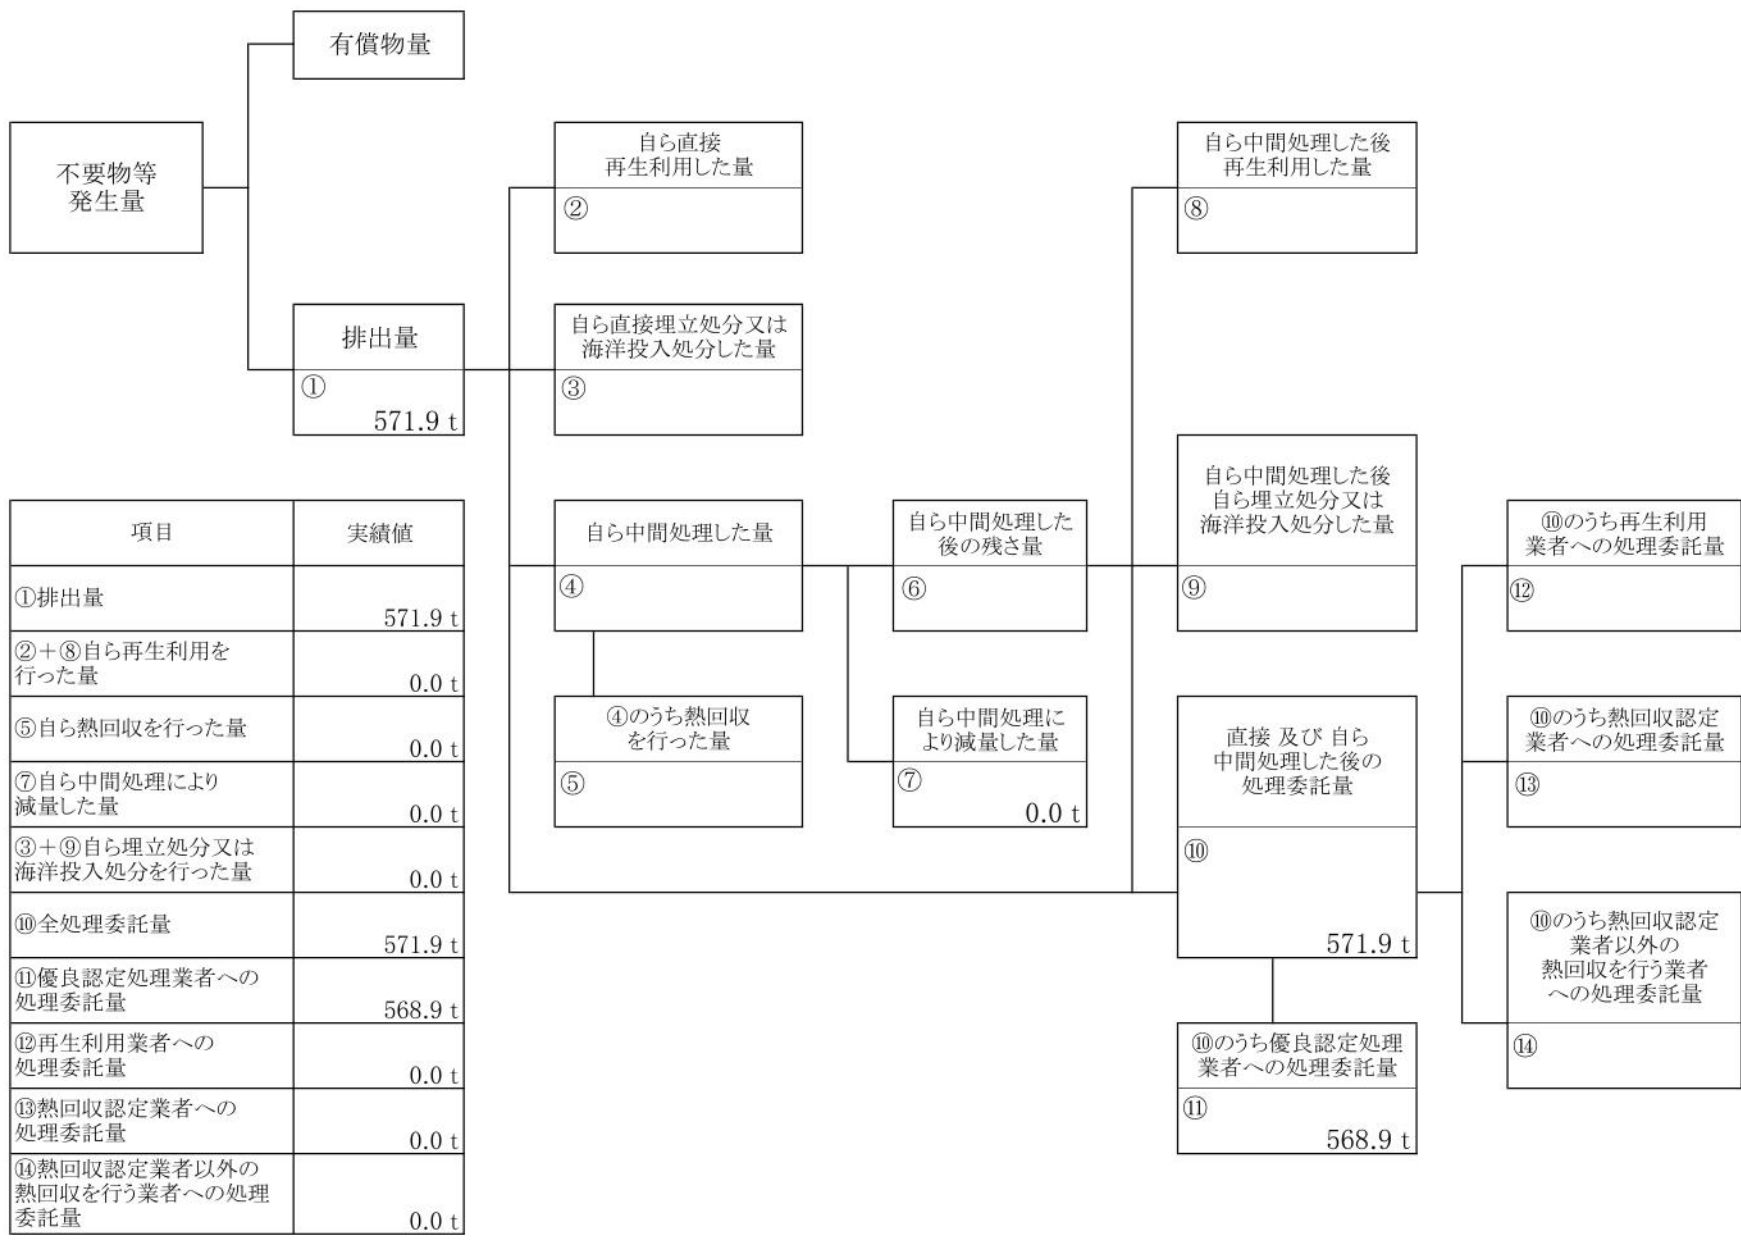 有償物量
不要物等
発生量
自ら直接
再生利用した量
②
自ら中間処理した後
再生利用した量
⑧
排出量
①
571.9 t
自ら直接埋立処分又は
海洋投入処分した量
③
自ら中間処理した量
④
自ら中間処理した
後の残さ量
⑥
自ら中間処理した後
自ら埋立処分又は
海洋投入処分した量
⑨
⑩のうち再生利用
業者への処理委託量
⑫
④のうち熱回収
を行った量
⑤
自ら中間処理に
より減量した量
⑦
0.0 t
直接 及び 自ら
中間処理した後の
処理委託量
⑩
571.9 t
⑩のうち熱回収認定
業者への処理委託量
⑬
⑩のうち熱回収認定
業者以外の
熱回収を行う業者
への処理委託量
⑭
⑩のうち優良認定処理
業者への処理委託量
⑪
568.9 t
項目 実績値
①排出量
571.9 t
②＋⑧自ら再生利用を
行った量
0.0 t
⑤自ら熱回収を行った量
0.0 t
⑦自ら中間処理により
減量した量
0.0 t
③＋⑨自ら埋立処分又は
海洋投入処分を行った量
0.0 t
⑩全処理委託量
571.9 t
⑪優良認定処理業者への
処理委託量
568.9 t
⑫再生利用業者への
処理委託量
0.0 t
⑬熱回収認定業者への
処理委託量
0.0 t
⑭熱回収認定業者以外の
熱回収を行う業者への処理
委託量
0.0 t